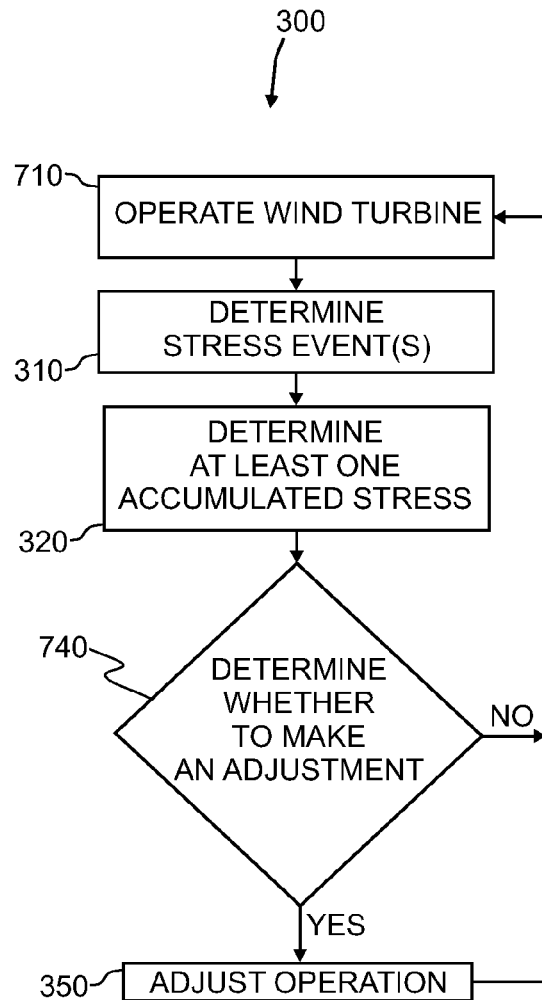 300
710
OPERATE WIND TURBINE
DETERMINE
STRESS EVENT(S)
310
DETERMINE
AT LEAST ONE
ACCUMULATED STRESS
320
740
DETERMINE
WHETHER
TO MAKE
AN ADJUSTMENT
NO
YES
350
ADJUST OPERATION